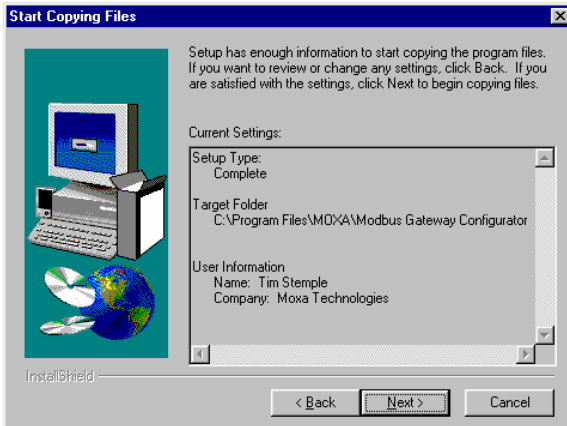 Start Copying Files
Setup has enough information to start copying the program files.
If you want to review or change any settings, click Back. If you
are satisfied with the settings, click Next to begin copying files.
Current Settings:
Setup Type:
Complete
Target Folder
C:\Program Files\MOXA\Modbus Gateway Configurator
User Information
Name: Tim Stemple
Company: Moxa Technologies
InstallShield
< Back
Next >
Cancel